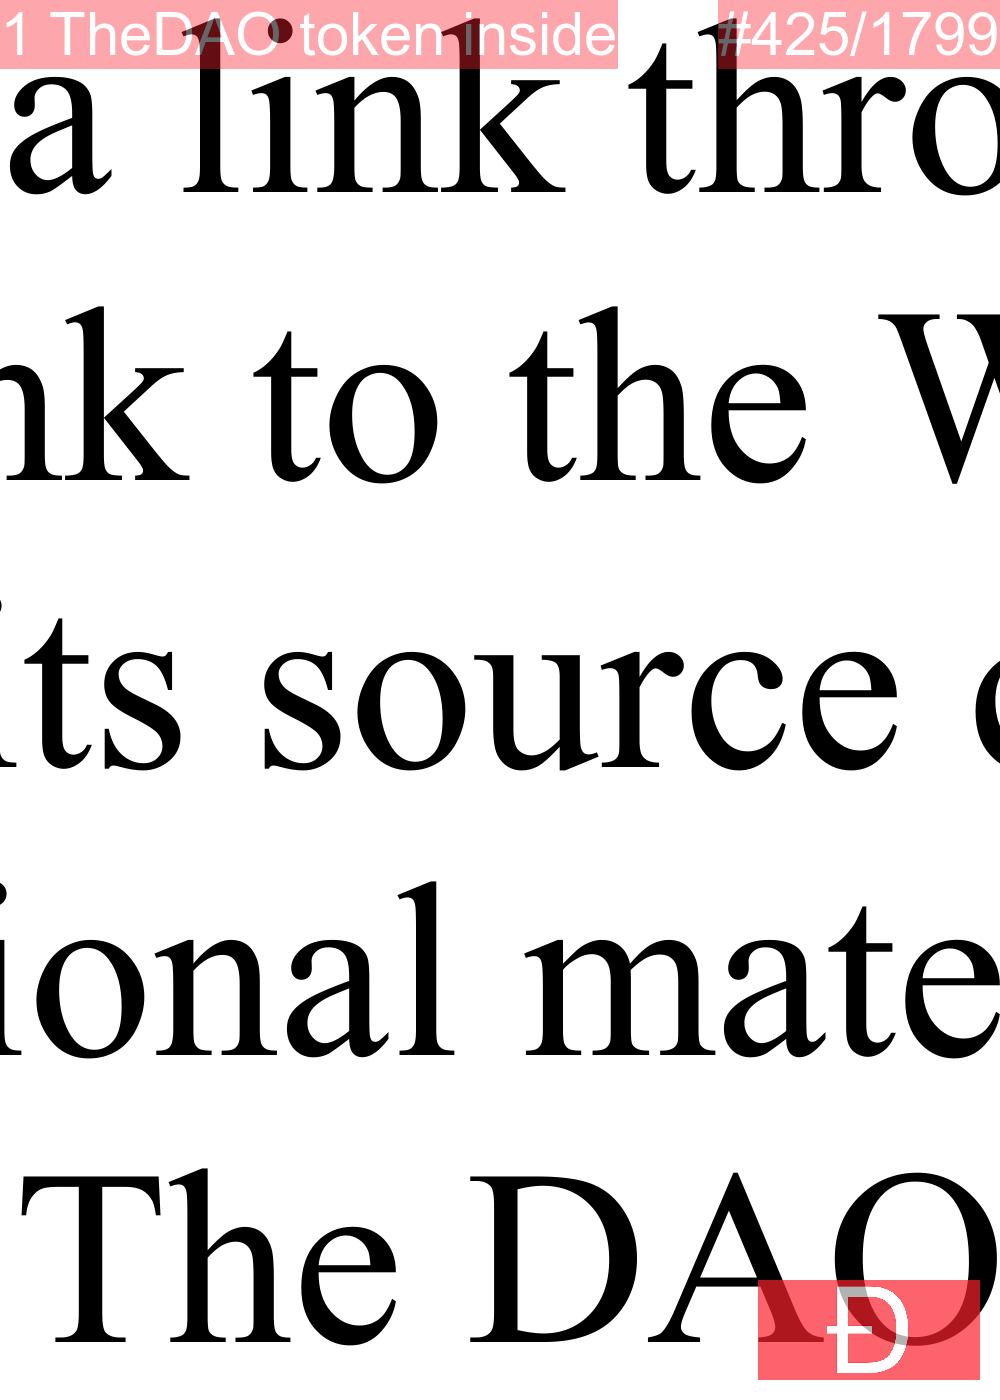 1 TheDAO token inside #425/1799
a link thro
nk to the W
its source c
ional mate
The DAO
Đ